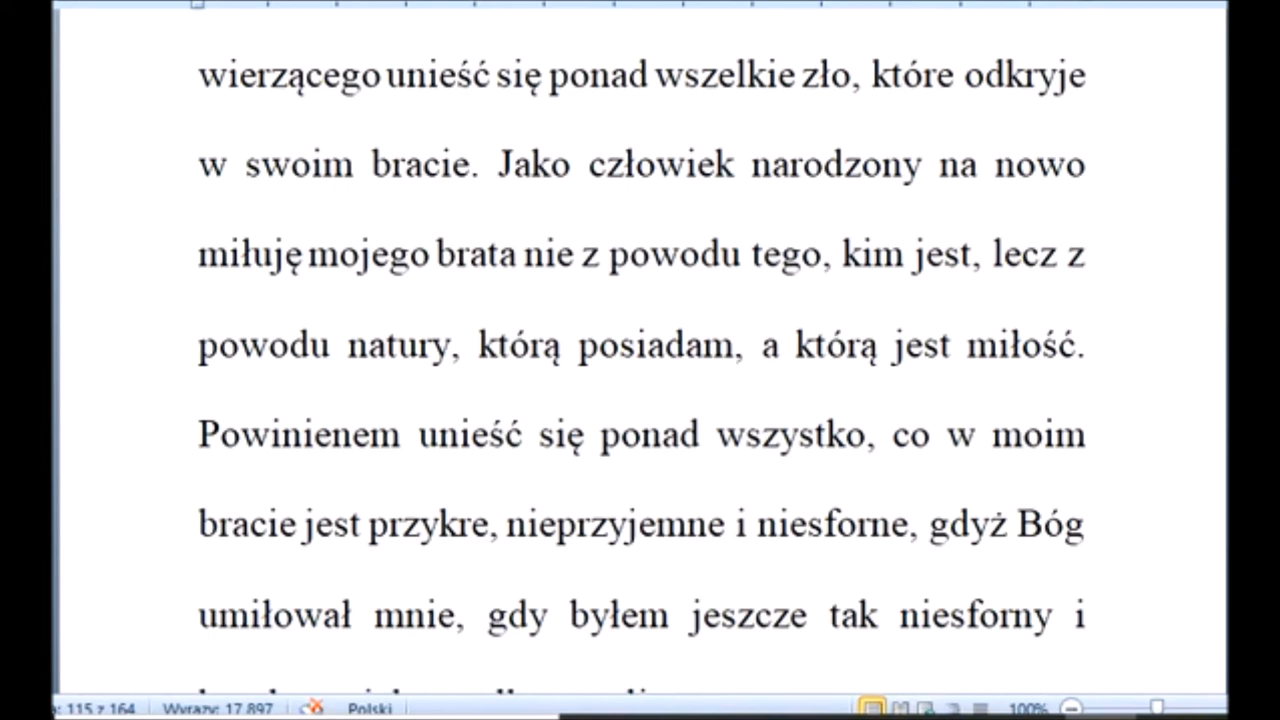 wierzącego unieść się ponad wszelkie zło, które odkryje
w swoim bracie. Jako człowiek narodzony na nowo
miłuję mojego brata nie z powodu tego, kim jest, lecz z
powodu natury, którą posiadam, a którą jest miłość.
Powinienem unieść się ponad wszystko, co w moim
bracie jest przykre, nieprzyjemne i niesforne, gdyż Bóg
umiłował mnie, gdy byłem jeszcze tak niesforny i
115 z 164 Wyrazy: 17 897 Polski 100%